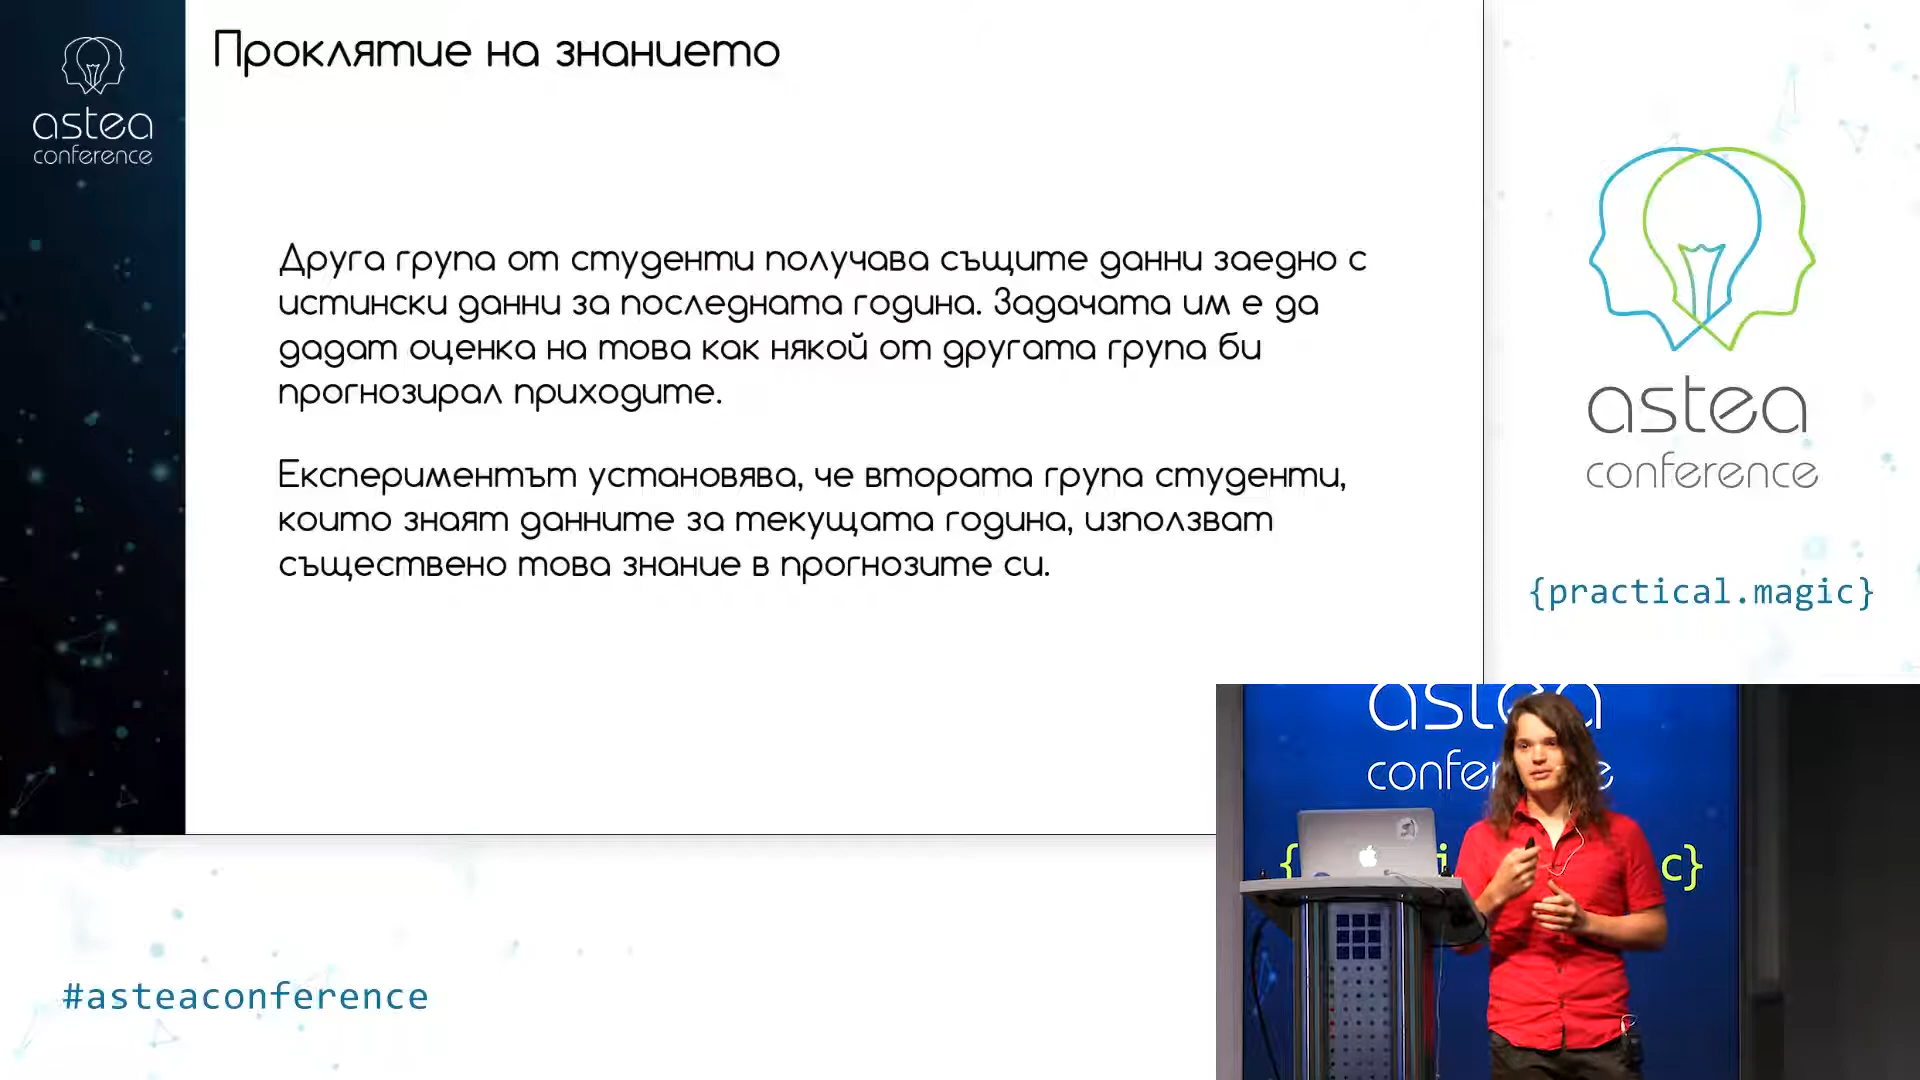 astea
conference
Проклятие на знанието
Друга група от студенти получава същите данни заедно с
истински данни за последната година. Задачата им е да
дадат оценка на това как някой от другата група би
прогнозирал приходите.
Експериментът установява, че втората група студенти,
които знаят данните за текущата година, използват
съществено това знание в прогнозите си.
astea
conference
{practical.magic}
astea
#asteaconference